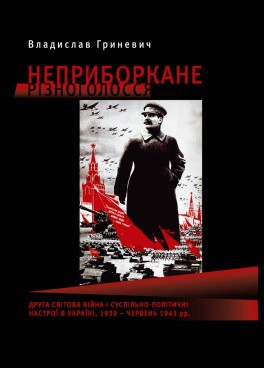 Владислав Гриневич
НЕПРИБОРКАНЕ
РІЗНОГОЛОССЯ
ДРУГА СВІТОВА ВІЙНА І СУСПІЛЬНО-ПОЛІТИЧНІ
НАСТРОЇ В УКРАЇНІ, 1939 – ЧЕРВЕНЬ 1941 рр.